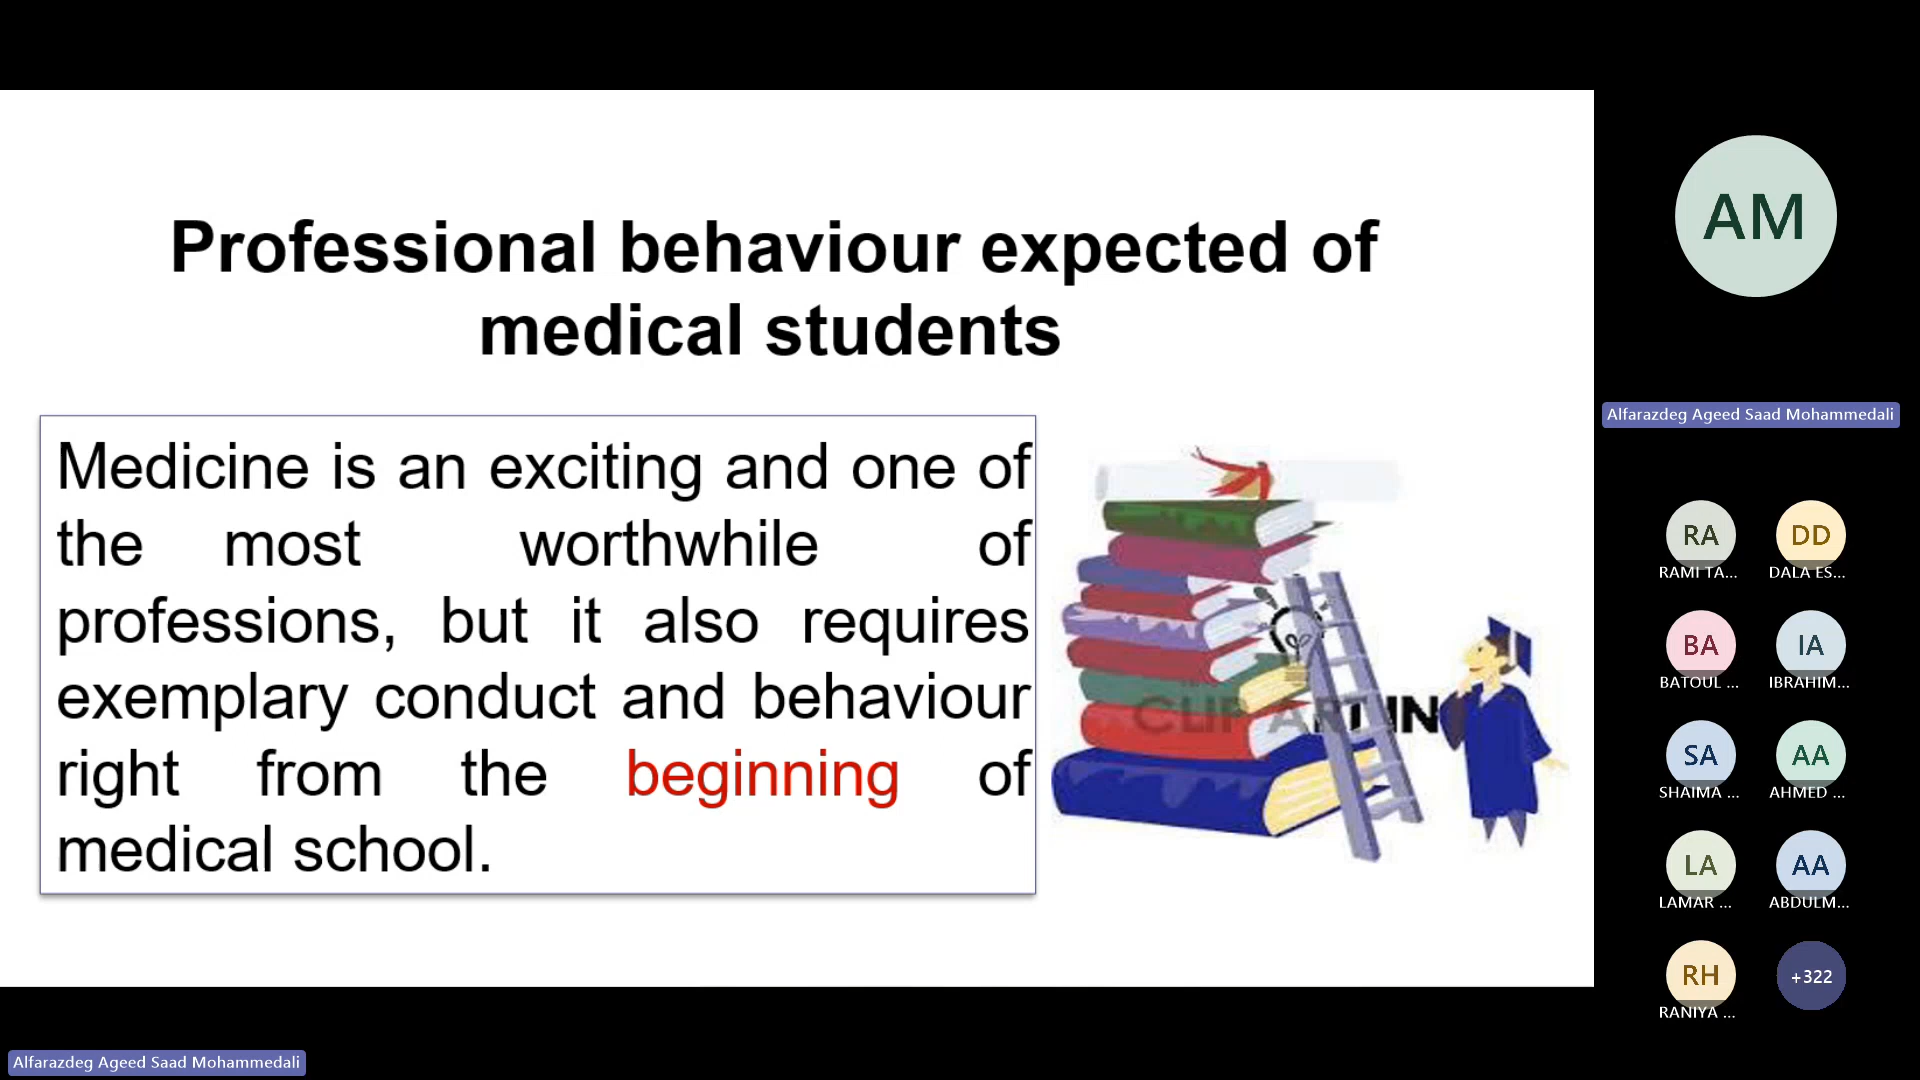 Professional behaviour expected of
medical students
Medicine is an exciting and one of
the most worthwhile of
professions, but it also requires
exemplary conduct and behaviour
right from the beginning of
medical school.
CLIP ART IN
AM
Alfarazdeg Ageed Saad Mohammedali
RA
DD
RAMI TA...
DALA ES...
BA
IA
BATOUL ...
IBRAHIM...
SA
AA
SHAIMA ...
AHMED ...
LA
AA
LAMAR ...
ABDULM...
RH
+322
RANIYA ...
Alfarazdeg Ageed Saad Mohammedali